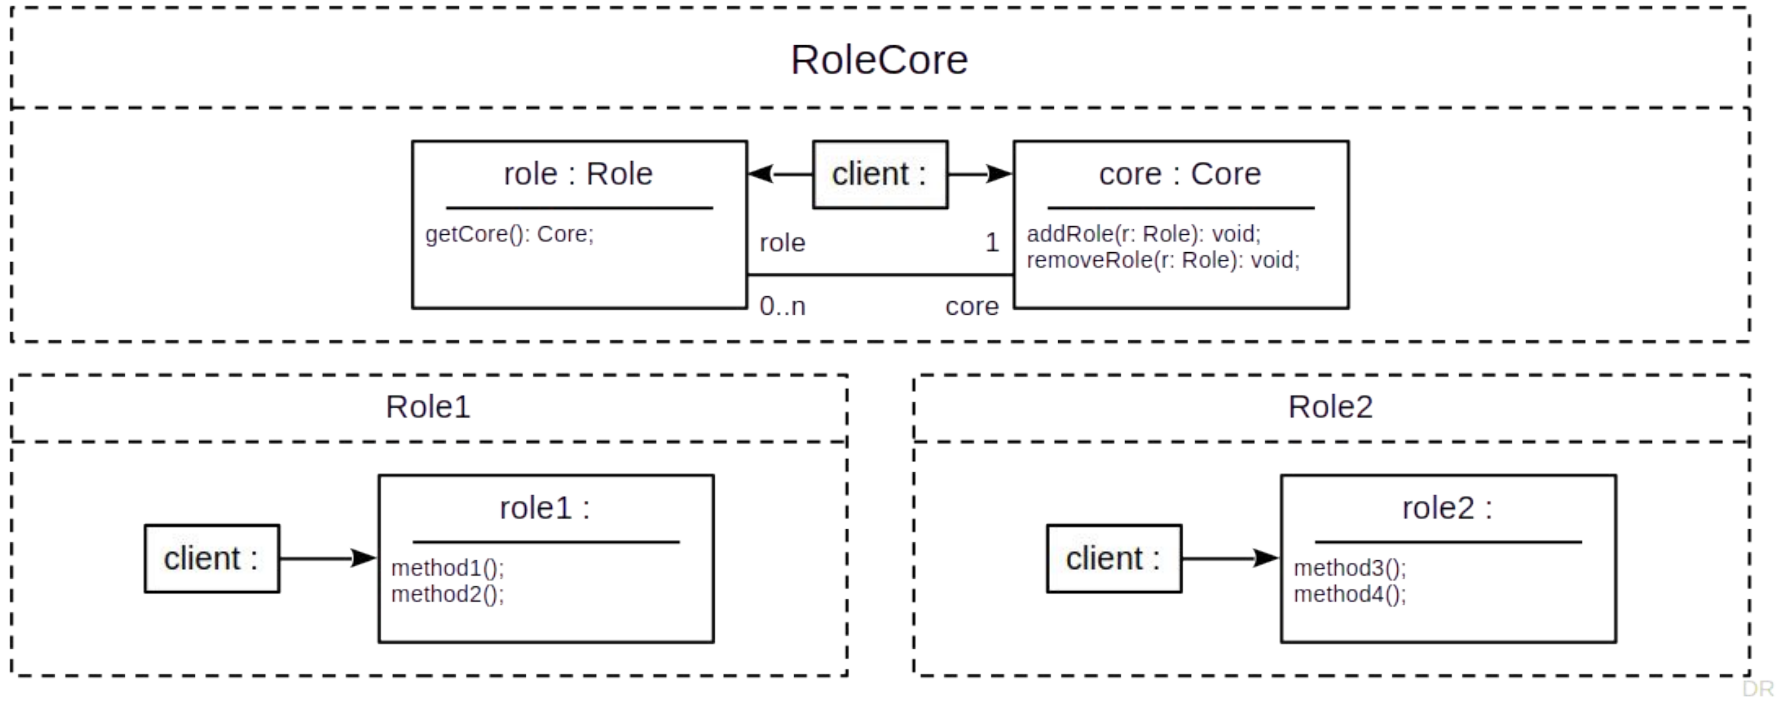 RoleCore
role : Role
client :
core : Core
getCore(): Core;
role
1
addRole(r: Role): void;
removeRole(r: Role): void;
0..n
core
Role1
client :
role1 :
method1();
method2();
Role2
client :
role2 :
method3();
method4();
DR